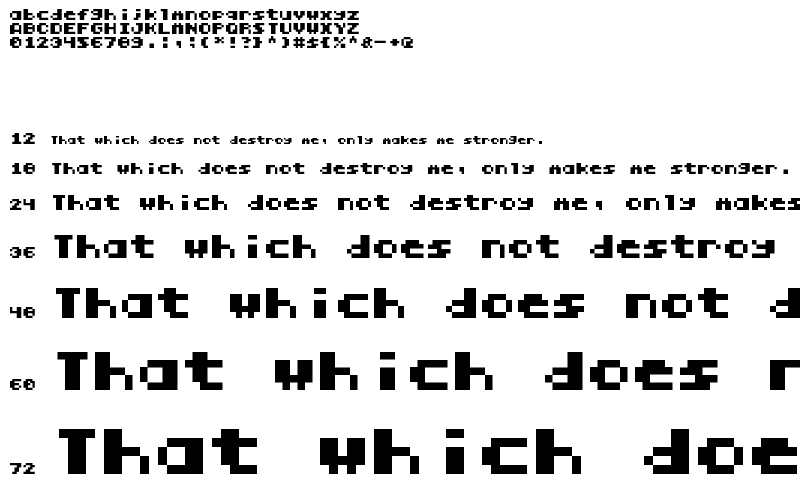 abcdefghijklmnopqrstuvwxyz
ABCDEFGHIJKLMNOPQRSTUVWXYZ
0123456789.:,;(*!?}^)#${%^&-+@
12 That which does not destroy me, only makes me stronger.
18 That which does not destroy me, only makes me stronger.
24 That which does not destroy me, only makes
36 That which does not destroy
48 That which does not d
60 That which does
72 That which doe